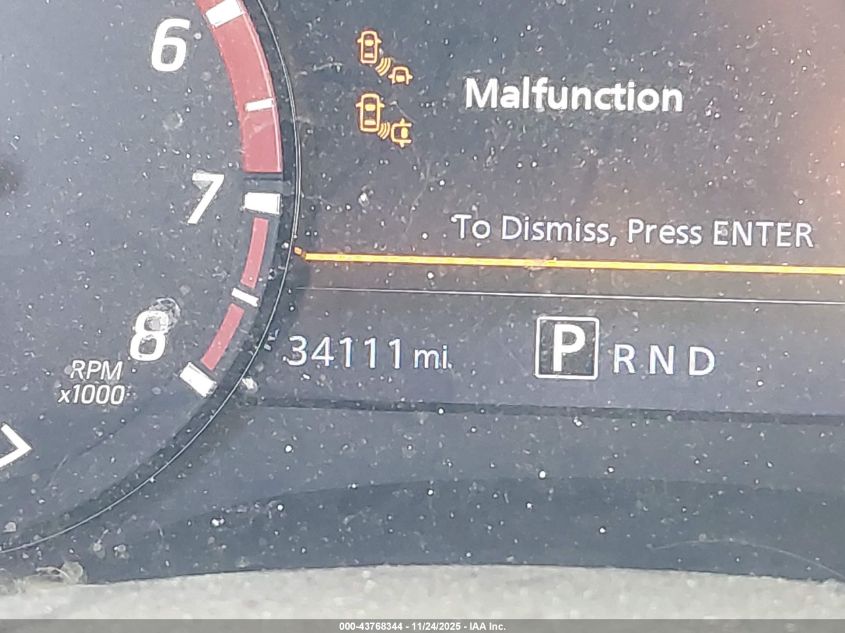 6
Malfunction
7
To Dismiss, Press ENTER
8
34111 mi
P R N D
RPM
x1000
000-43768344 - 11/24/2025 - IAA Inc.